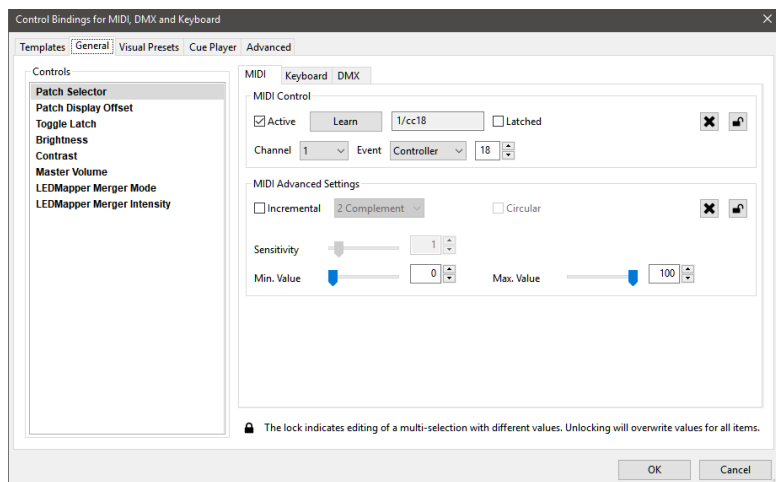 Control Bindings for MIDI, DMX and Keyboard
Templates General Visual Presets Cue Player Advanced
Controls
Patch Selector
Patch Display Offset
Toggle Latch
Brightness
Contrast
Master Volume
LEDMapper Merger Mode
LEDMapper Merger Intensity
MIDI Keyboard DMX
MIDI Control
Active Learn 1/cc18 Latched
Channel 1 Event Controller 18
MIDI Advanced Settings
Incremental 2 Complement Circular
Sensitivity 1
Min. Value 0 Max. Value 100
The lock indicates editing of a multi-selection with different values. Unlocking will overwrite values for all items.
OK Cancel